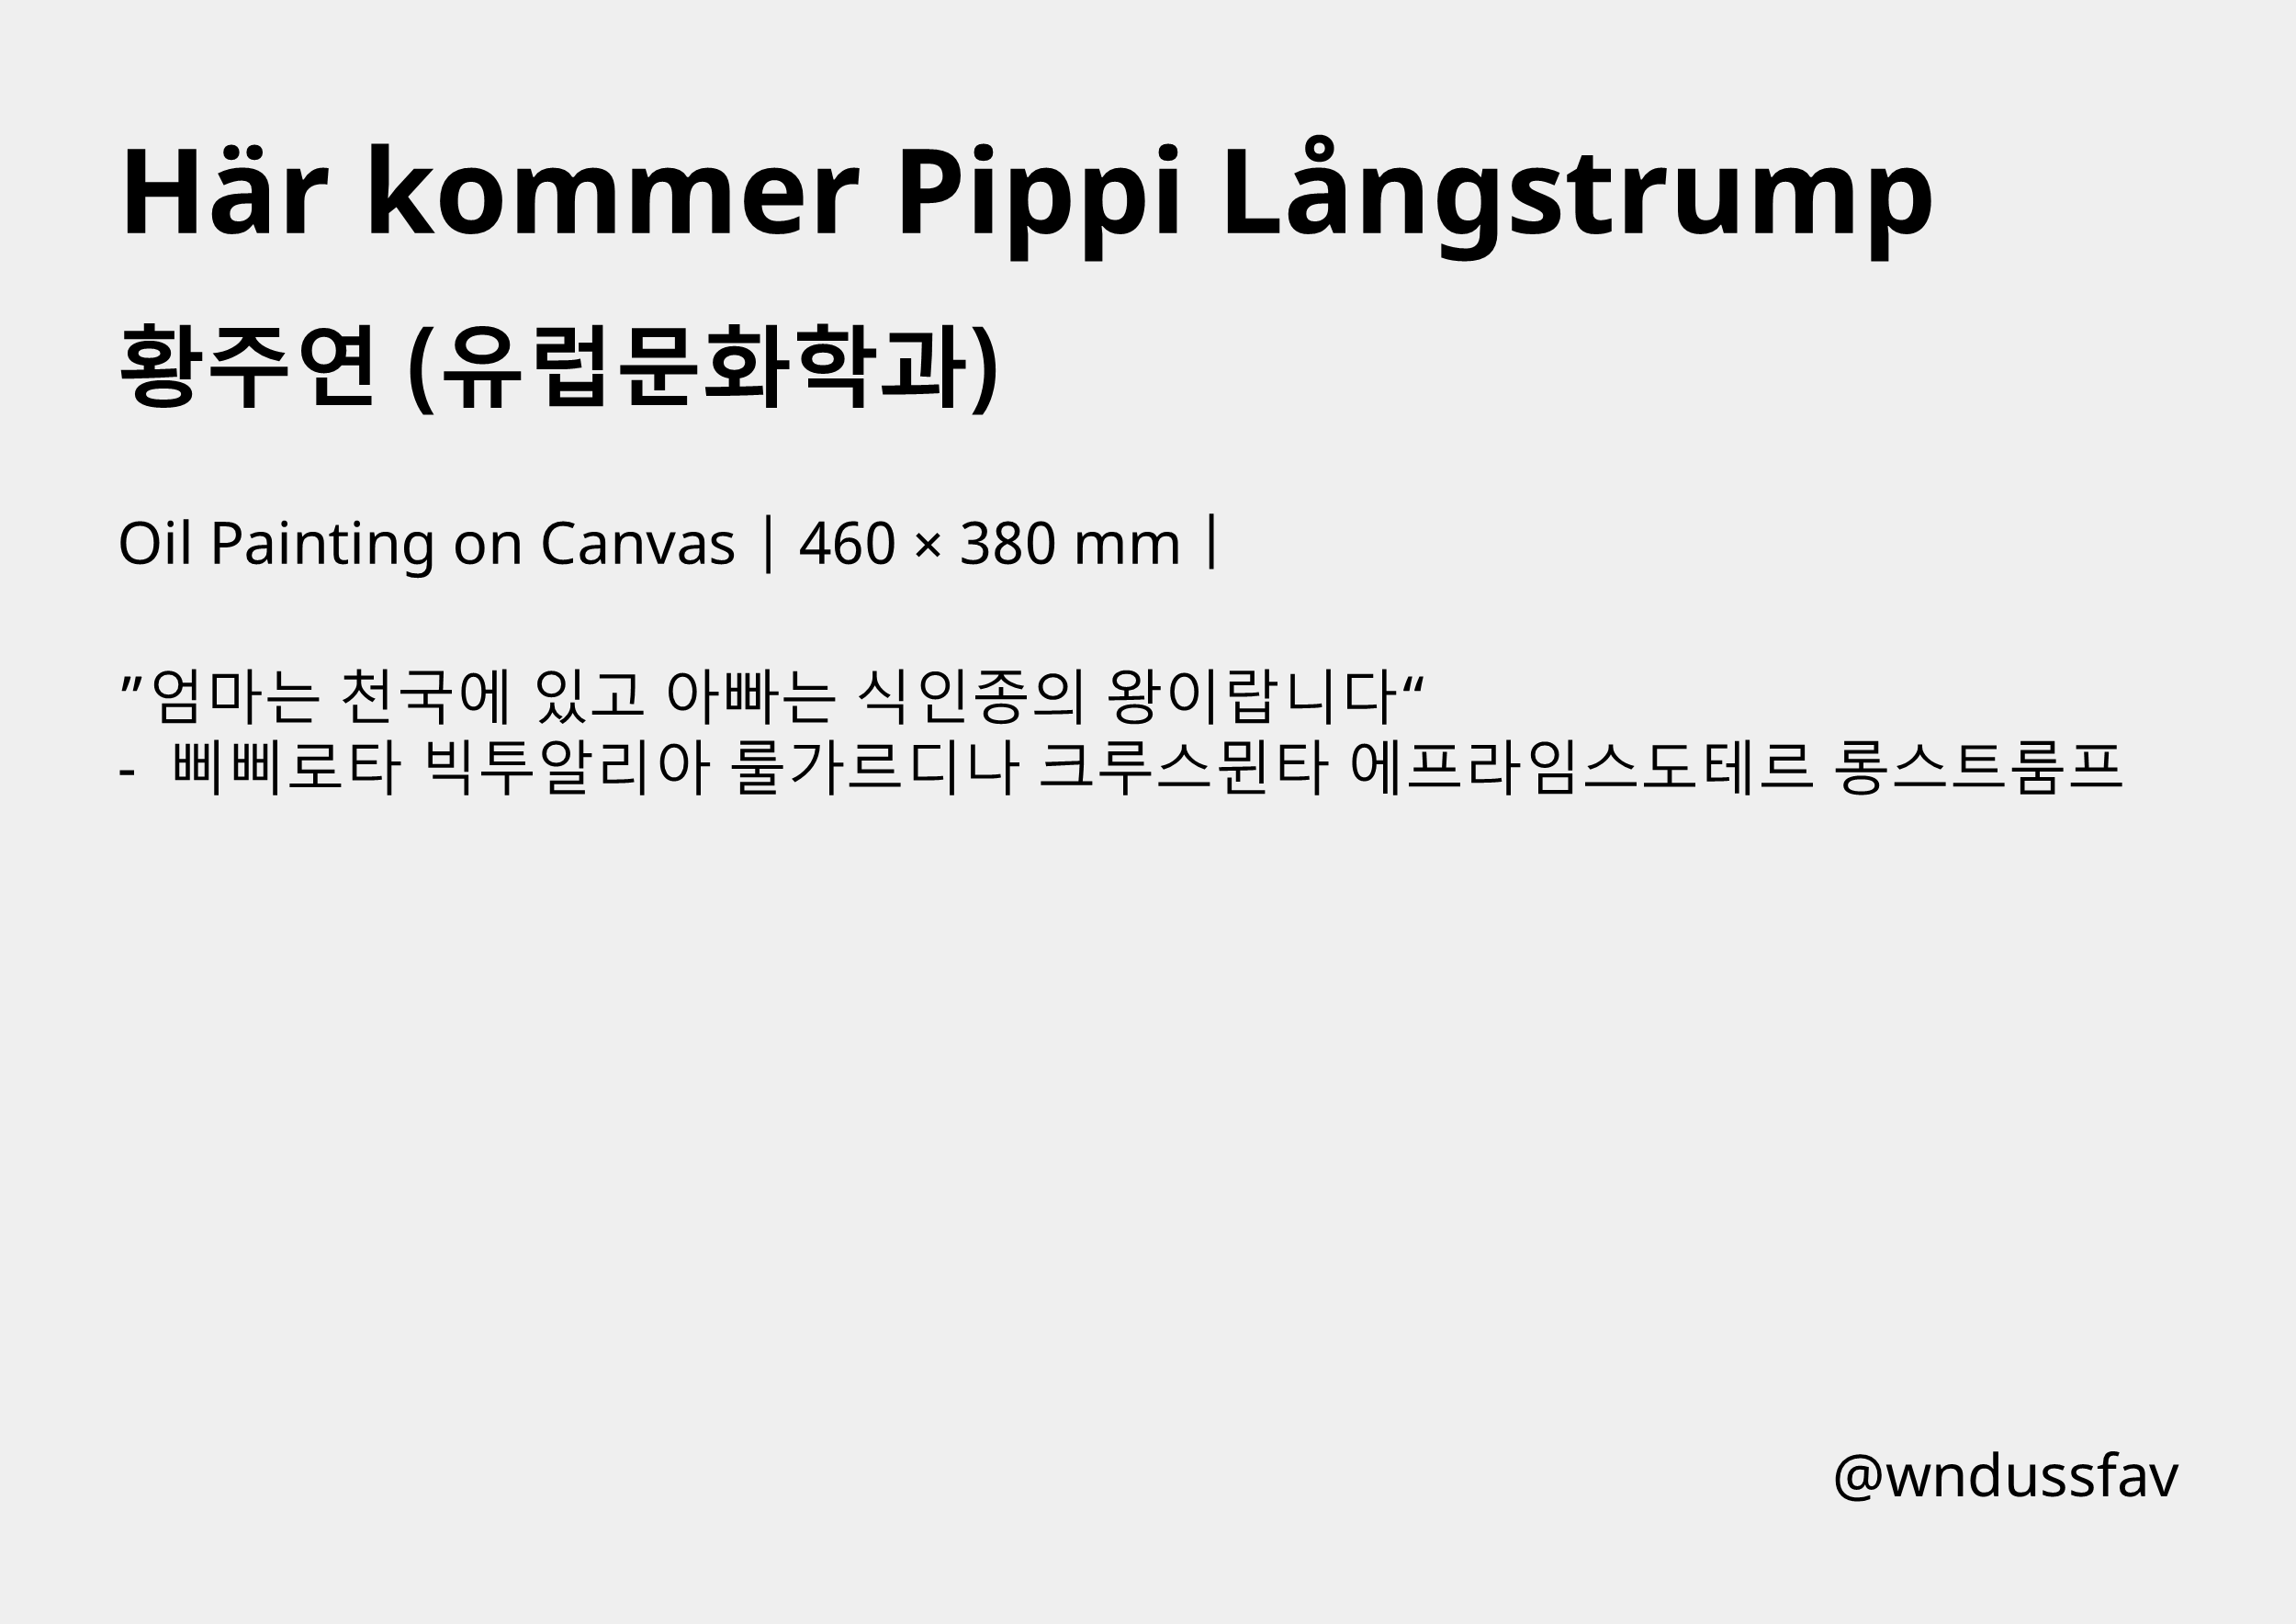 Här kommer Pippi Långstrump
황주연 (유럽문화학과)
Oil Painting on Canvas | 460 × 380 mm |
”엄마는 천국에 있고 아빠는 식인종의 왕이랍니다“
- 삐삐로타 빅투알리아 를가르디나 크루스뮌타 에프라임스도테르 롱스트룸프
@wndussfav